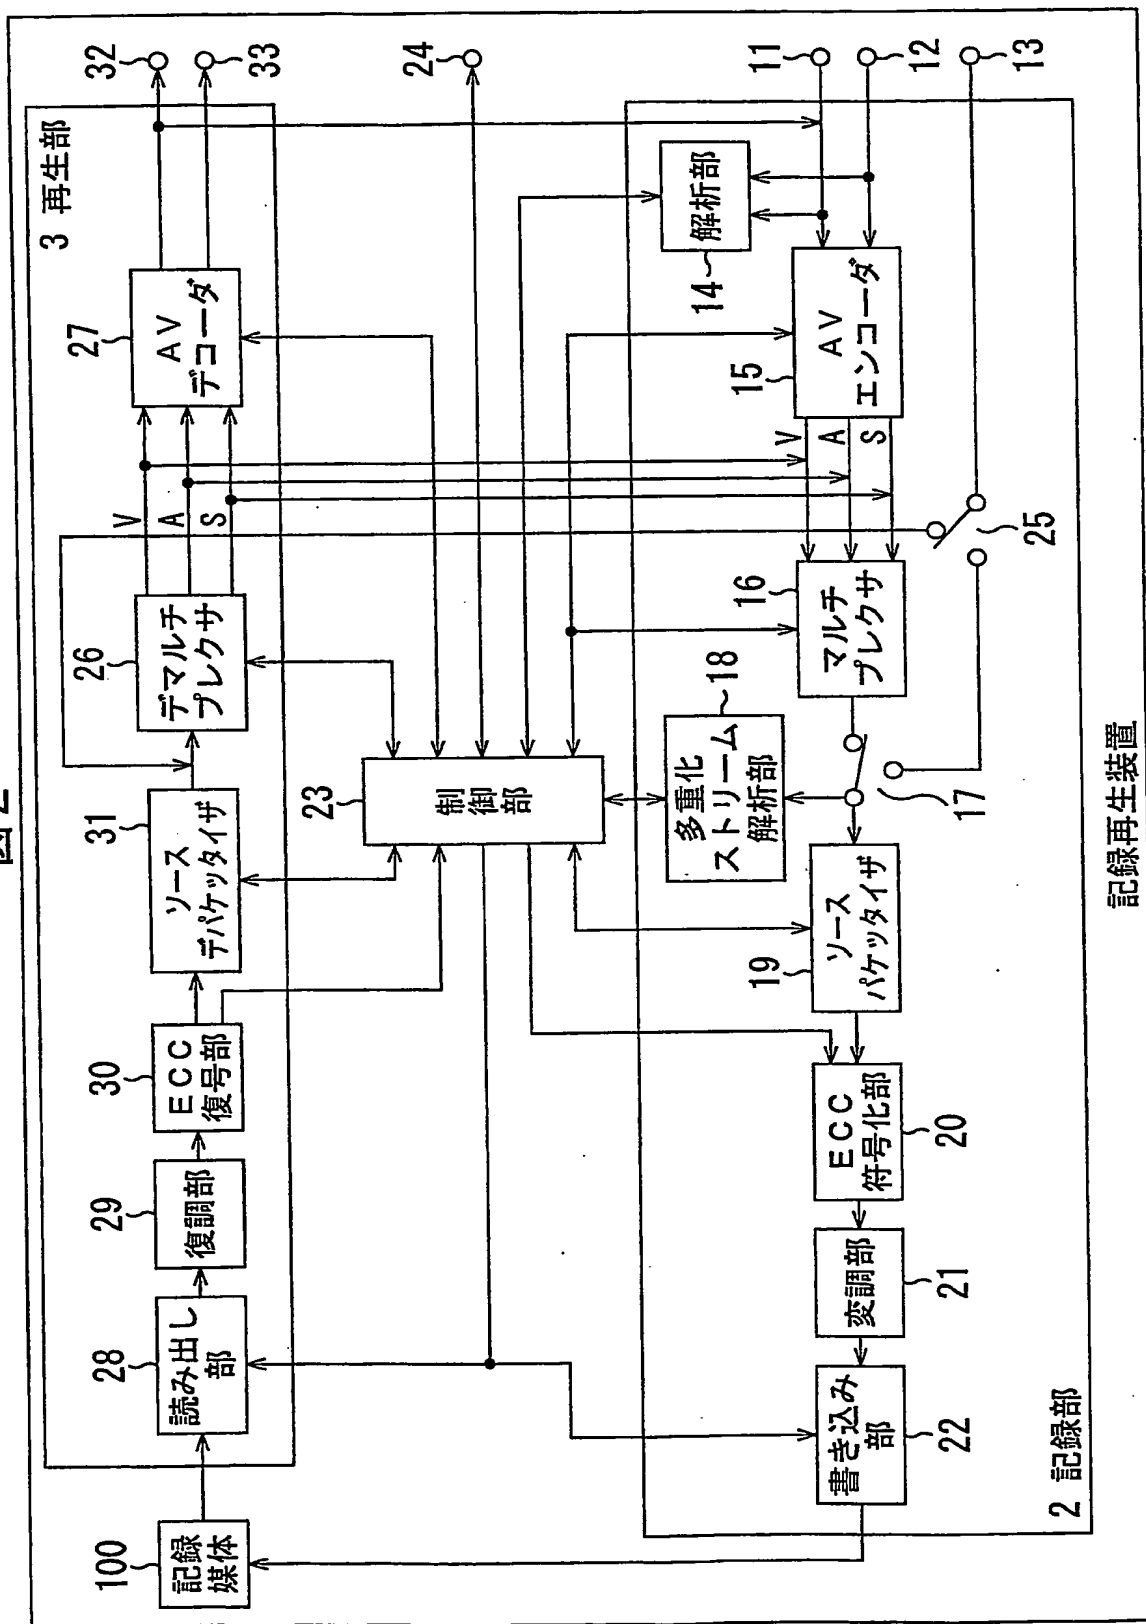 図2
3 再生部
100
記録
媒体
28
読み出し
部
29
復調部
30
ECC
復号部
31
ソース
デパケッタイザ
26
デマルチ
プレクサ
V
A
S
27
AV
デコーダ
32
33
23
制御部
24
2 記録部
22
書き込み
部
21
変調部
20
ECC
符号化部
19
ソース
パケッタイザ
18
多重化
ストリーム
解析部
17
16
マルチ
プレクサ
25
V
A
S
15
AV
エンコーダ
14
解析部
11
12
13
記録再生装置